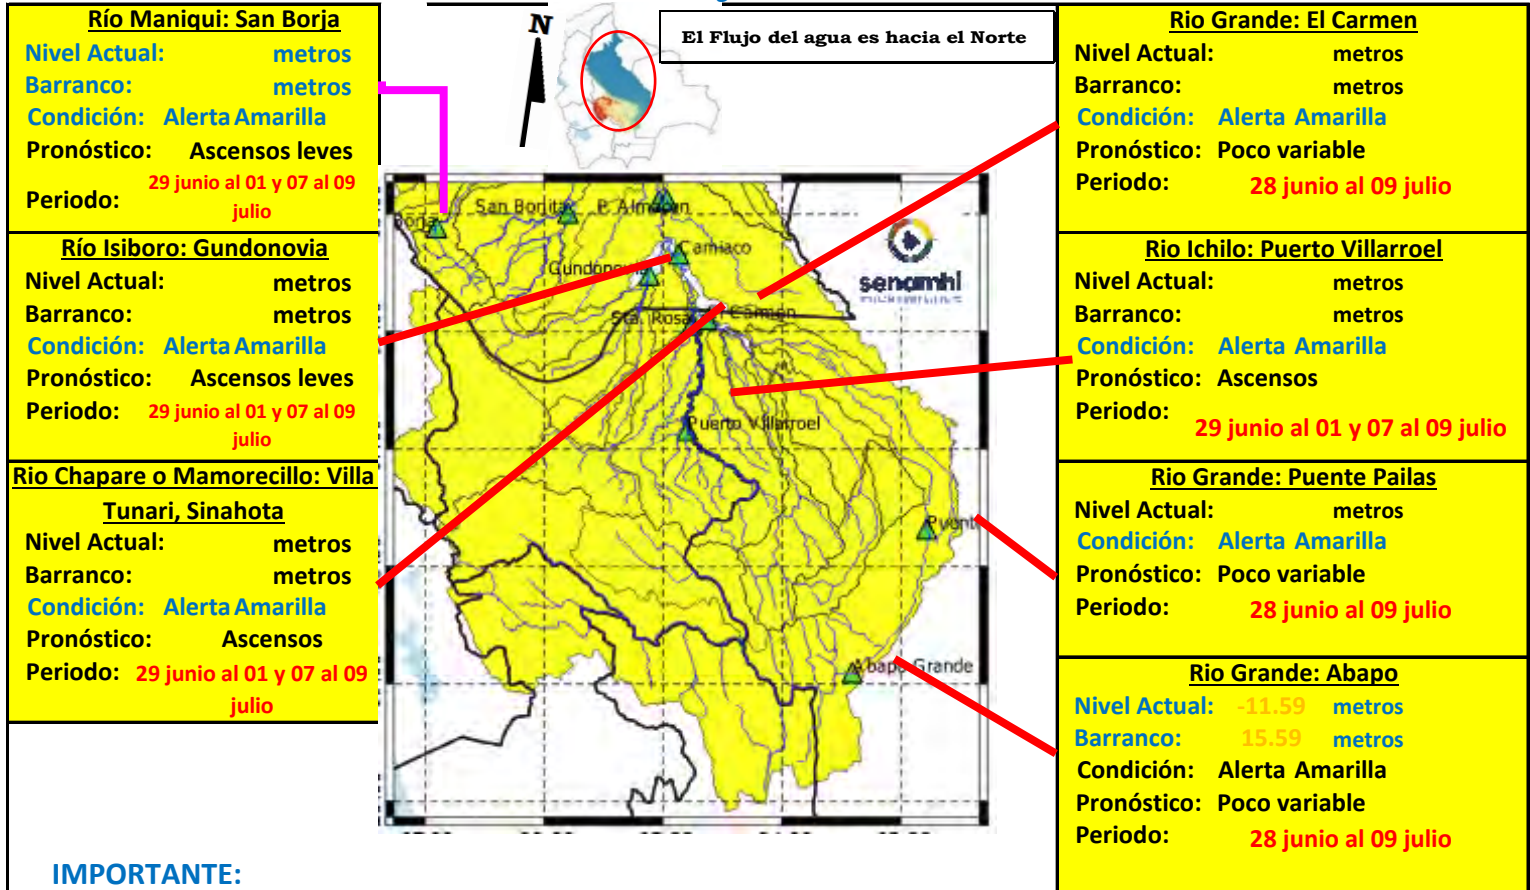 Río Maniqui: San Borja
Nivel Actual: metros
Barranco: metros
Condición: Alerta Amarilla
Pronóstico: Ascensos leves
Periodo: 29 junio al 01 y 07 al 09
julio
Río Isiboro: Gundonovia
Nivel Actual: metros
Barranco: metros
Condición: Alerta Amarilla
Pronóstico: Ascensos leves
Periodo: 29 junio al 01 y 07 al 09
julio
Rio Chapare o Mamorecillo: Villa
Tunari, Sinahota
Nivel Actual: metros
Barranco: metros
Condición: Alerta Amarilla
Pronóstico: Ascensos
Periodo: 29 junio al 01 y 07 al 09
julio
IMPORTANTE:
N
El Flujo del agua es hacia el Norte
San Bonita
P. Almacen
Camiaco
Gundonovia
senamhi
Sta. Rosa
Carmen
Puerto Villarroel
Puent
Abapo Grande
Rio Grande: El Carmen
Nivel Actual: metros
Barranco: metros
Condición: Alerta Amarilla
Pronóstico: Poco variable
Periodo: 28 junio al 09 julio
Rio Ichilo: Puerto Villarroel
Nivel Actual: metros
Barranco: metros
Condición: Alerta Amarilla
Pronóstico: Ascensos
Periodo:
29 junio al 01 y 07 al 09 julio
Rio Grande: Puente Pailas
Nivel Actual: metros
Condición: Alerta Amarilla
Pronóstico: Poco variable
Periodo: 28 junio al 09 julio
Rio Grande: Abapo
Nivel Actual: -11.59 metros
Barranco: 15.59 metros
Condición: Alerta Amarilla
Pronóstico: Poco variable
Periodo: 28 junio al 09 julio